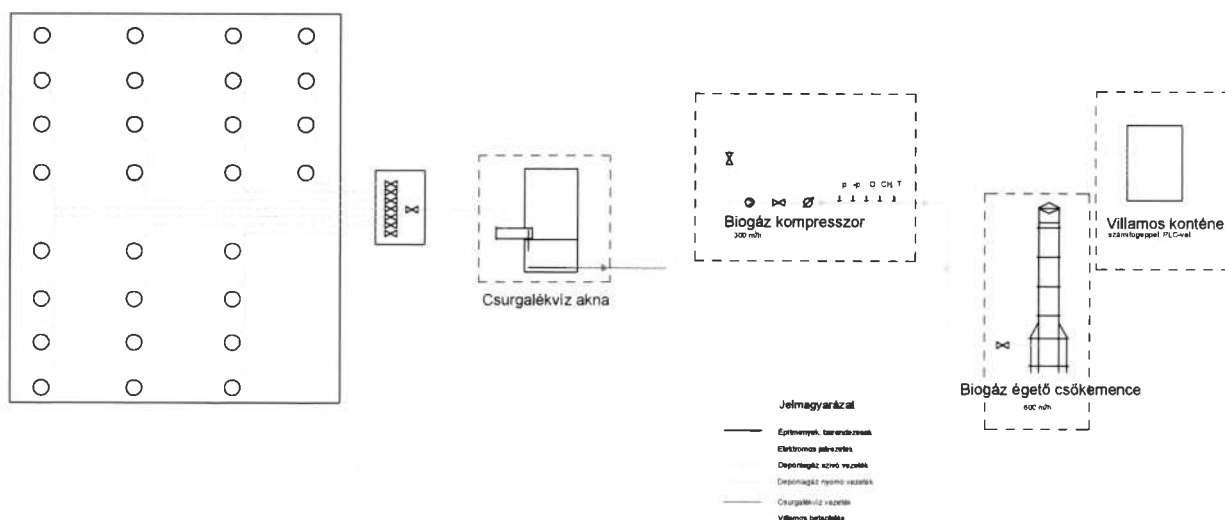 p -p O CH T
Biogáz kompresszor
300 m³/h
Villamos konténe
számítógéppel PLC-vel
Csurgalékvíz akna
Biogáz égető csőkemence
600 m³/h
Jelmagyarázat
Építmények, berendezések
Elektromos jelvezeték
Depóniagáz szívó vezeték
Depóniagáz nyomó vezeték
Csurgalékvíz vezeték
Villamos betáplálás